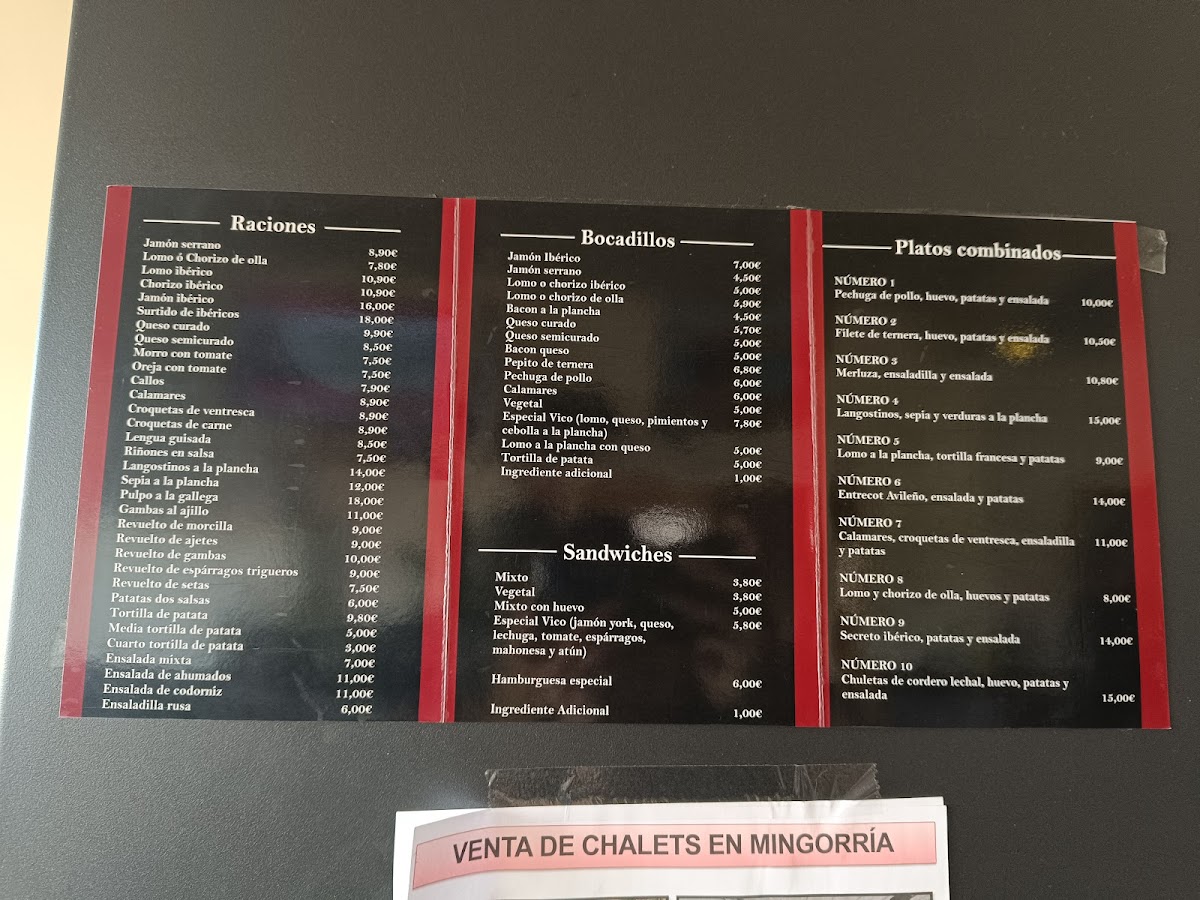 Raciones
Jamón serrano 8,90€
Lomo ó Chorizo de olla 7,80€
Lomo ibérico 10,90€
Chorizo ibérico 10,90€
Jamón ibérico 16,00€
Surtido de ibéricos 18,00€
Queso curado 9,90€
Queso semicurado 8,50€
Morro con tomate 7,50€
Oreja con tomate 7,50€
Callos 7,90€
Calamares 8,90€
Croquetas de ventresca 8,90€
Croquetas de carne 8,90€
Lengua guisada 8,50€
Riñones en salsa 7,50€
Langostinos a la plancha 14,00€
Sepia a la plancha 12,00€
Pulpo a la gallega 18,00€
Gambas al ajillo 11,00€
Revuelto de morcilla 9,00€
Revuelto de ajetes 9,00€
Revuelto de gambas 10,00€
Revuelto de espárragos trigueros 9,00€
Revuelto de setas 7,50€
Patatas dos salsas 6,00€
Tortilla de patata 9,80€
Media tortilla de patata 5,00€
Cuarto tortilla de patata 3,00€
Ensalada mixta 7,00€
Ensalada de ahumados 11,00€
Ensalada de codorníz 11,00€
Ensaladilla rusa 6,00€
Bocadillos
Jamón Ibérico 7,00€
Jamón serrano 4,50€
Lomo o chorizo ibérico 5,00€
Lomo o chorizo de olla 5,90€
Bacon a la plancha 4,50€
Queso curado 5,70€
Queso semicurado 5,00€
Bacon queso 5,00€
Pepito de ternera 6,80€
Pechuga de pollo 6,00€
Calamares 6,00€
Vegetal 5,00€
Especial Vico (lomo, queso, pimientos y 7,80€
cebolla a la plancha)
Lomo a la plancha con queso 5,00€
Tortilla de patata 5,00€
Ingrediente adicional 1,00€
Sandwiches
Mixto 3,80€
Vegetal 3,80€
Mixto con huevo 5,00€
Especial Vico (jamón york, queso, 5,80€
lechuga, tomate, espárragos,
mahonesa y atún)
Hamburguesa especial 6,00€
Ingrediente Adicional 1,00€
Platos combinados
NÚMERO 1
Pechuga de pollo, huevo, patatas y ensalada 10,00€
NÚMERO 2
Filete de ternera, huevo, patatas y ensalada 10,50€
NÚMERO 3
Merluza, ensaladilla y ensalada 10,80€
NÚMERO 4
Langostinos, sepia y verduras a la plancha 15,00€
NÚMERO 5
Lomo a la plancha, tortilla francesa y patatas 9,00€
NÚMERO 6
Entrecot Avileño, ensalada y patatas 14,00€
NÚMERO 7
Calamares, croquetas de ventresca, ensaladilla 11,00€
y patatas
NÚMERO 8
Lomo y chorizo de olla, huevos y patatas 8,00€
NÚMERO 9
Secreto ibérico, patatas y ensalada 14,00€
NÚMERO 10
Chuletas de cordero lechal, huevo, patatas y
ensalada 15,00€
VENTA DE CHALETS EN MINGORRÍA